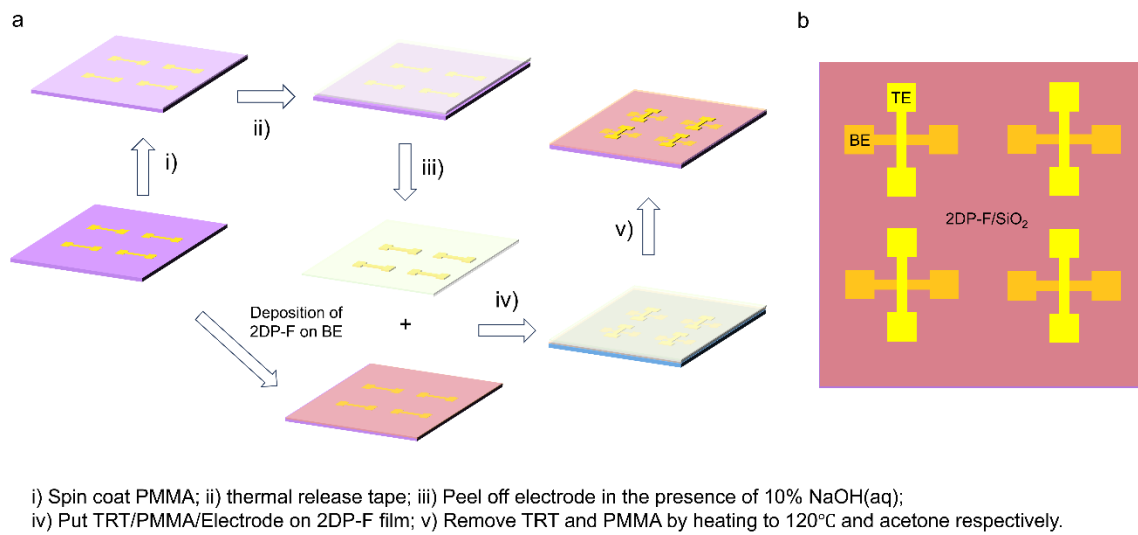 a
b
ii)
i)
iii)
v)
iv)
Deposition of
2DP-F on BE
+
TE
BE
2DP-F/SiO₂
i) Spin coat PMMA; ii) thermal release tape; iii) Peel off electrode in the presence of 10% NaOH(aq);
iv) Put TRT/PMMA/Electrode on 2DP-F film; v) Remove TRT and PMMA by heating to 120℃ and acetone respectively.